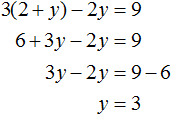 3(2 + y) − 2y = 9
6 + 3y − 2y = 9
3y − 2y = 9 − 6
y = 3